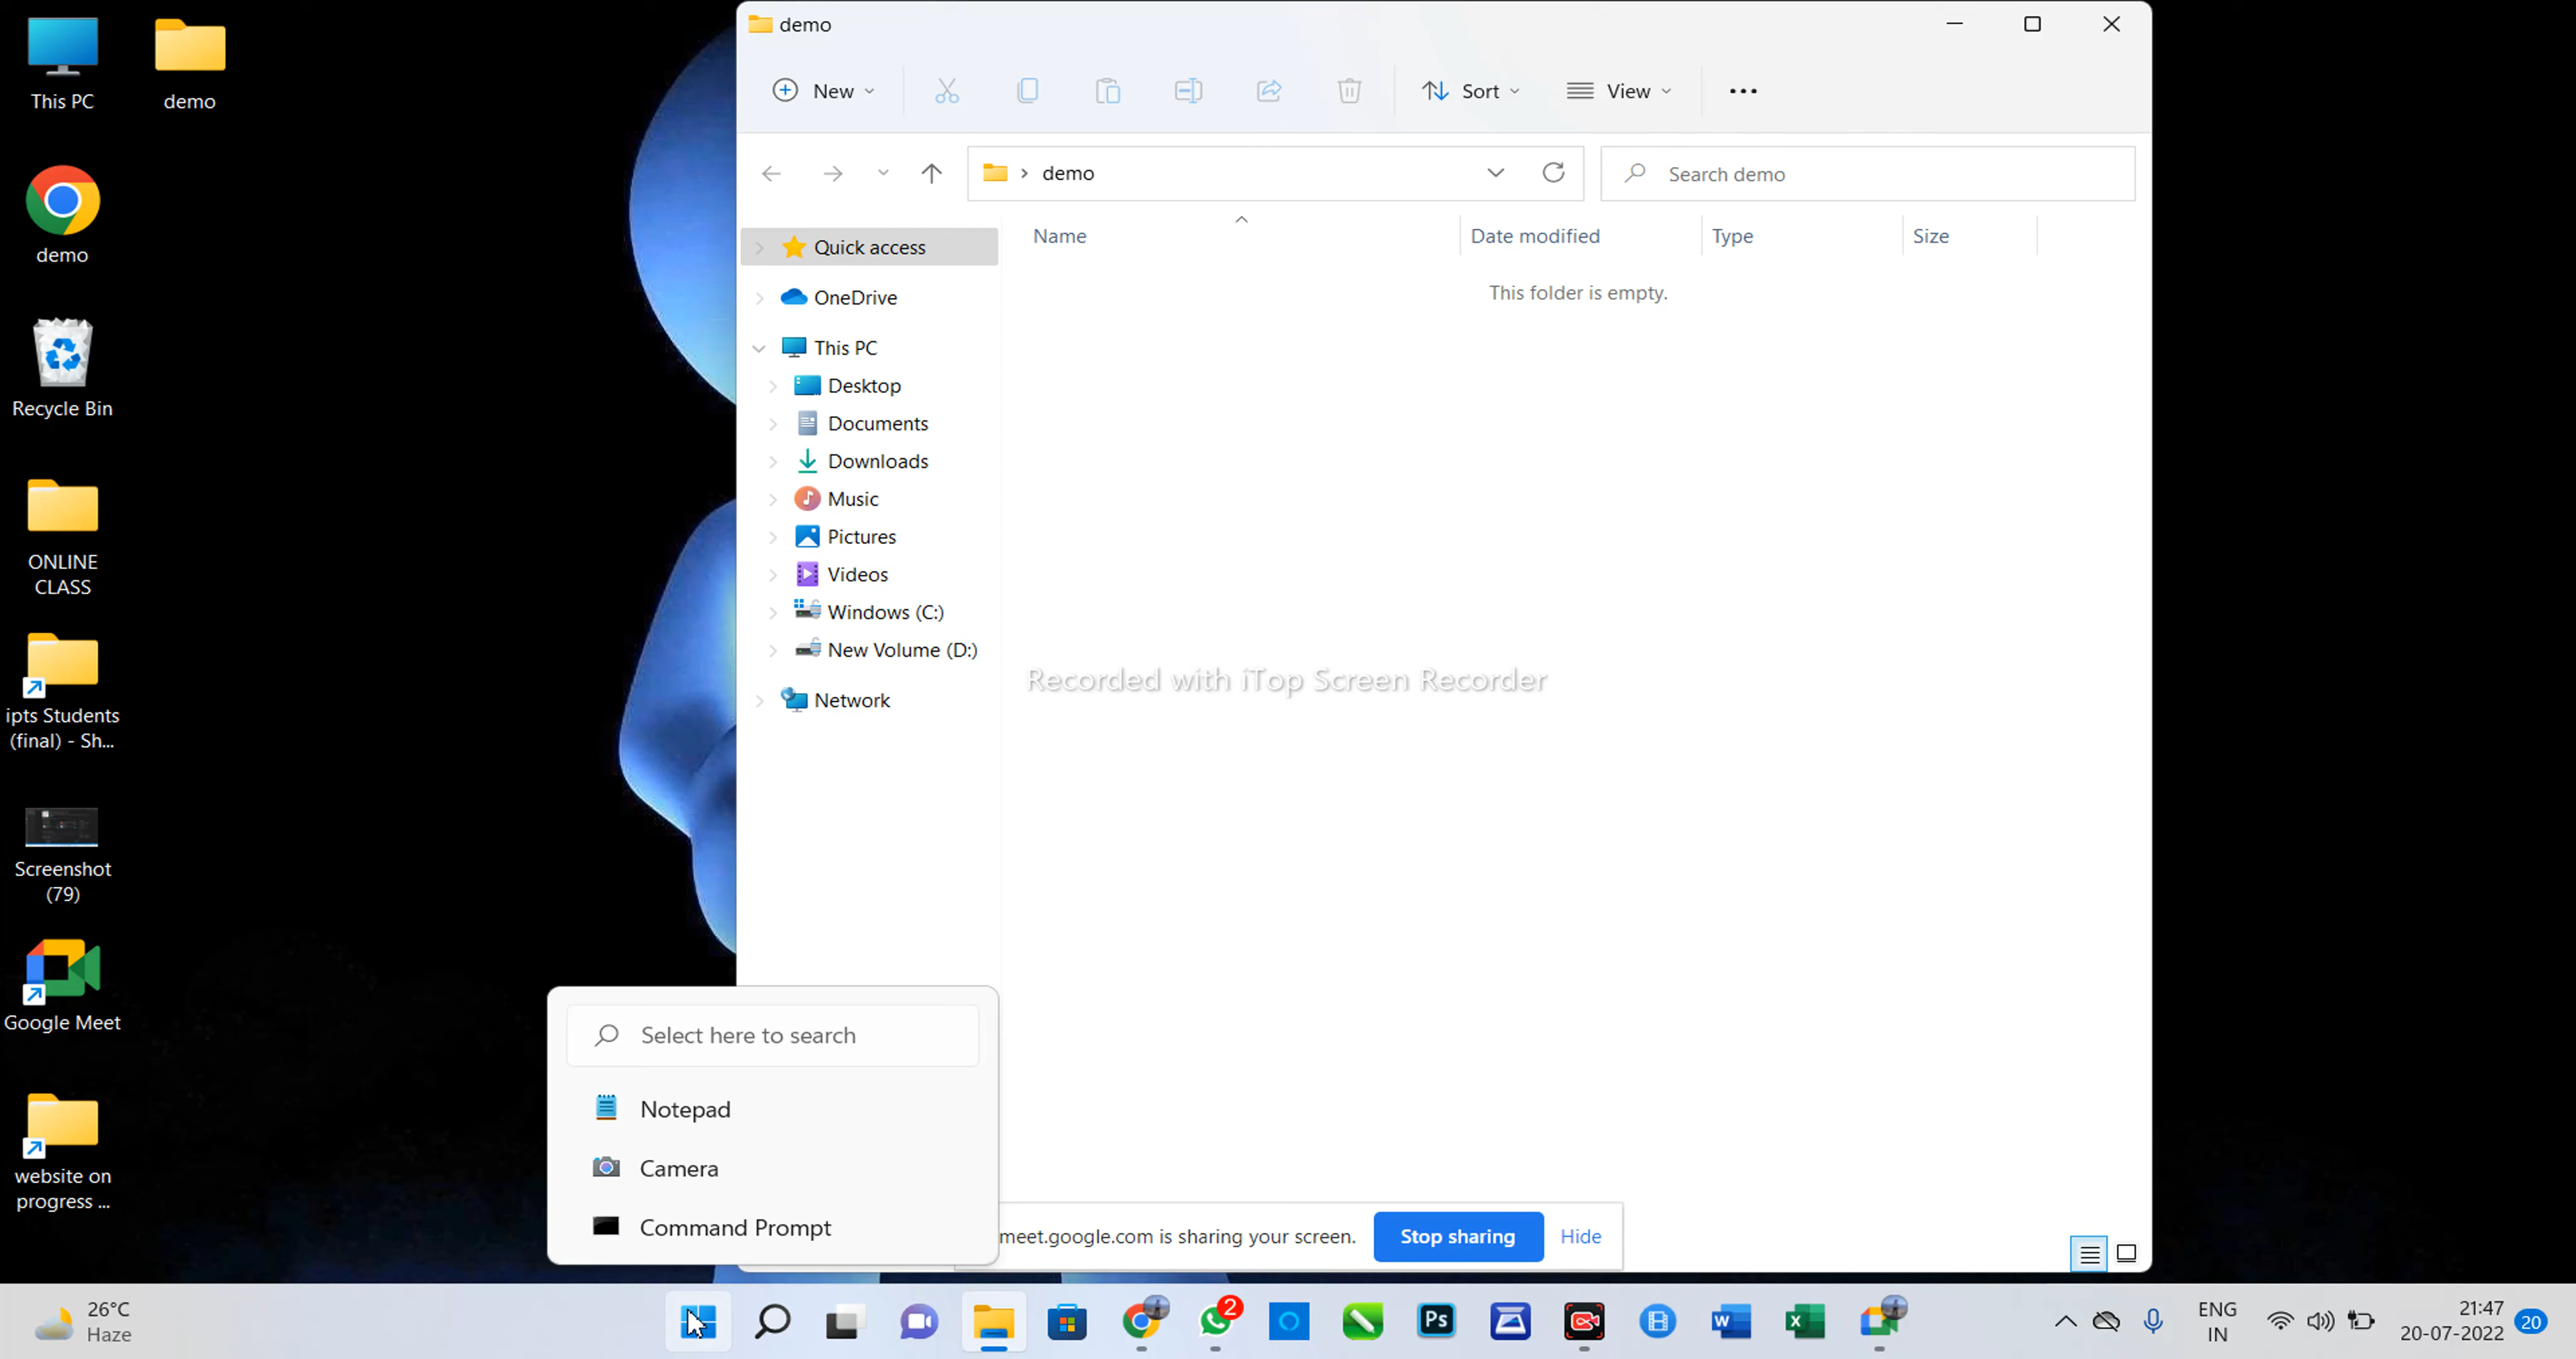 This PC
demo
demo
Recycle Bin
ONLINE
CLASS
ipts Students
(final) - Sh...
Screenshot
(79)
Google Meet
website on
progress ...
demo
New
Sort
View
demo
Search demo
Name
Date modified
Type
Size
This folder is empty.
Quick access
OneDrive
This PC
Desktop
Documents
Downloads
Music
Pictures
Videos
Windows (C:)
New Volume (D:)
Network
Recorded with iTop Screen Recorder
Select here to search
Notepad
Camera
Command Prompt
meet.google.com is sharing your screen.
Stop sharing
Hide
26°C
Haze
2
Ps
W
X
ENG
IN
21:47
20-07-2022
20